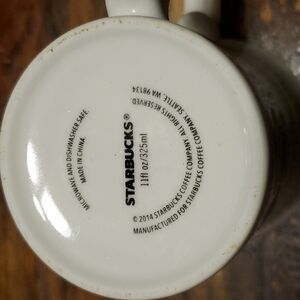 MICROWAVE AND DISHWASHER SAFE.
MADE IN CHINA.
STARBUCKS®
11fl oz/325ml
© 2014 STARBUCKS COFFEE COMPANY. ALL RIGHTS RESERVED
MANUFACTURED FOR STARBUCKS COFFEE COMPANY, SEATTLE, WA 98134